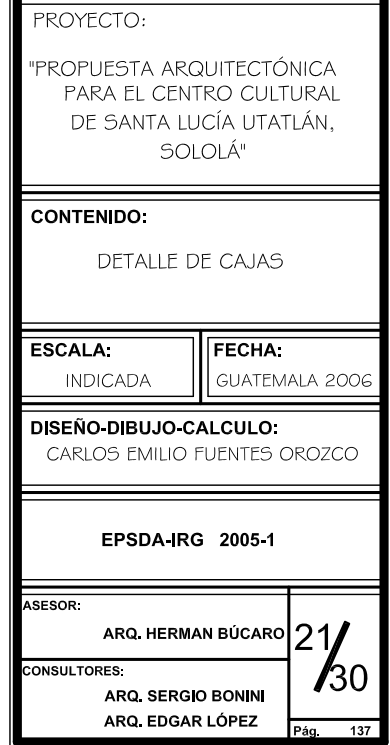 PROYECTO:
"PROPUESTA ARQUITECTÓNICA
PARA EL CENTRO CULTURAL
DE SANTA LUCÍA UTATLÁN,
SOLOLÁ"
CONTENIDO:
DETALLE DE CAJAS
ESCALA:
INDICADA
FECHA:
GUATEMALA 2006
DISEÑO-DIBUJO-CALCULO:
CARLOS EMILIO FUENTES OROZCO
EPSDA-IRG 2005-1
ASESOR:
ARQ. HERMAN BÚCARO
CONSULTORES:
ARQ. SERGIO BONINI
ARQ. EDGAR LÓPEZ
21/30
Pág. 137